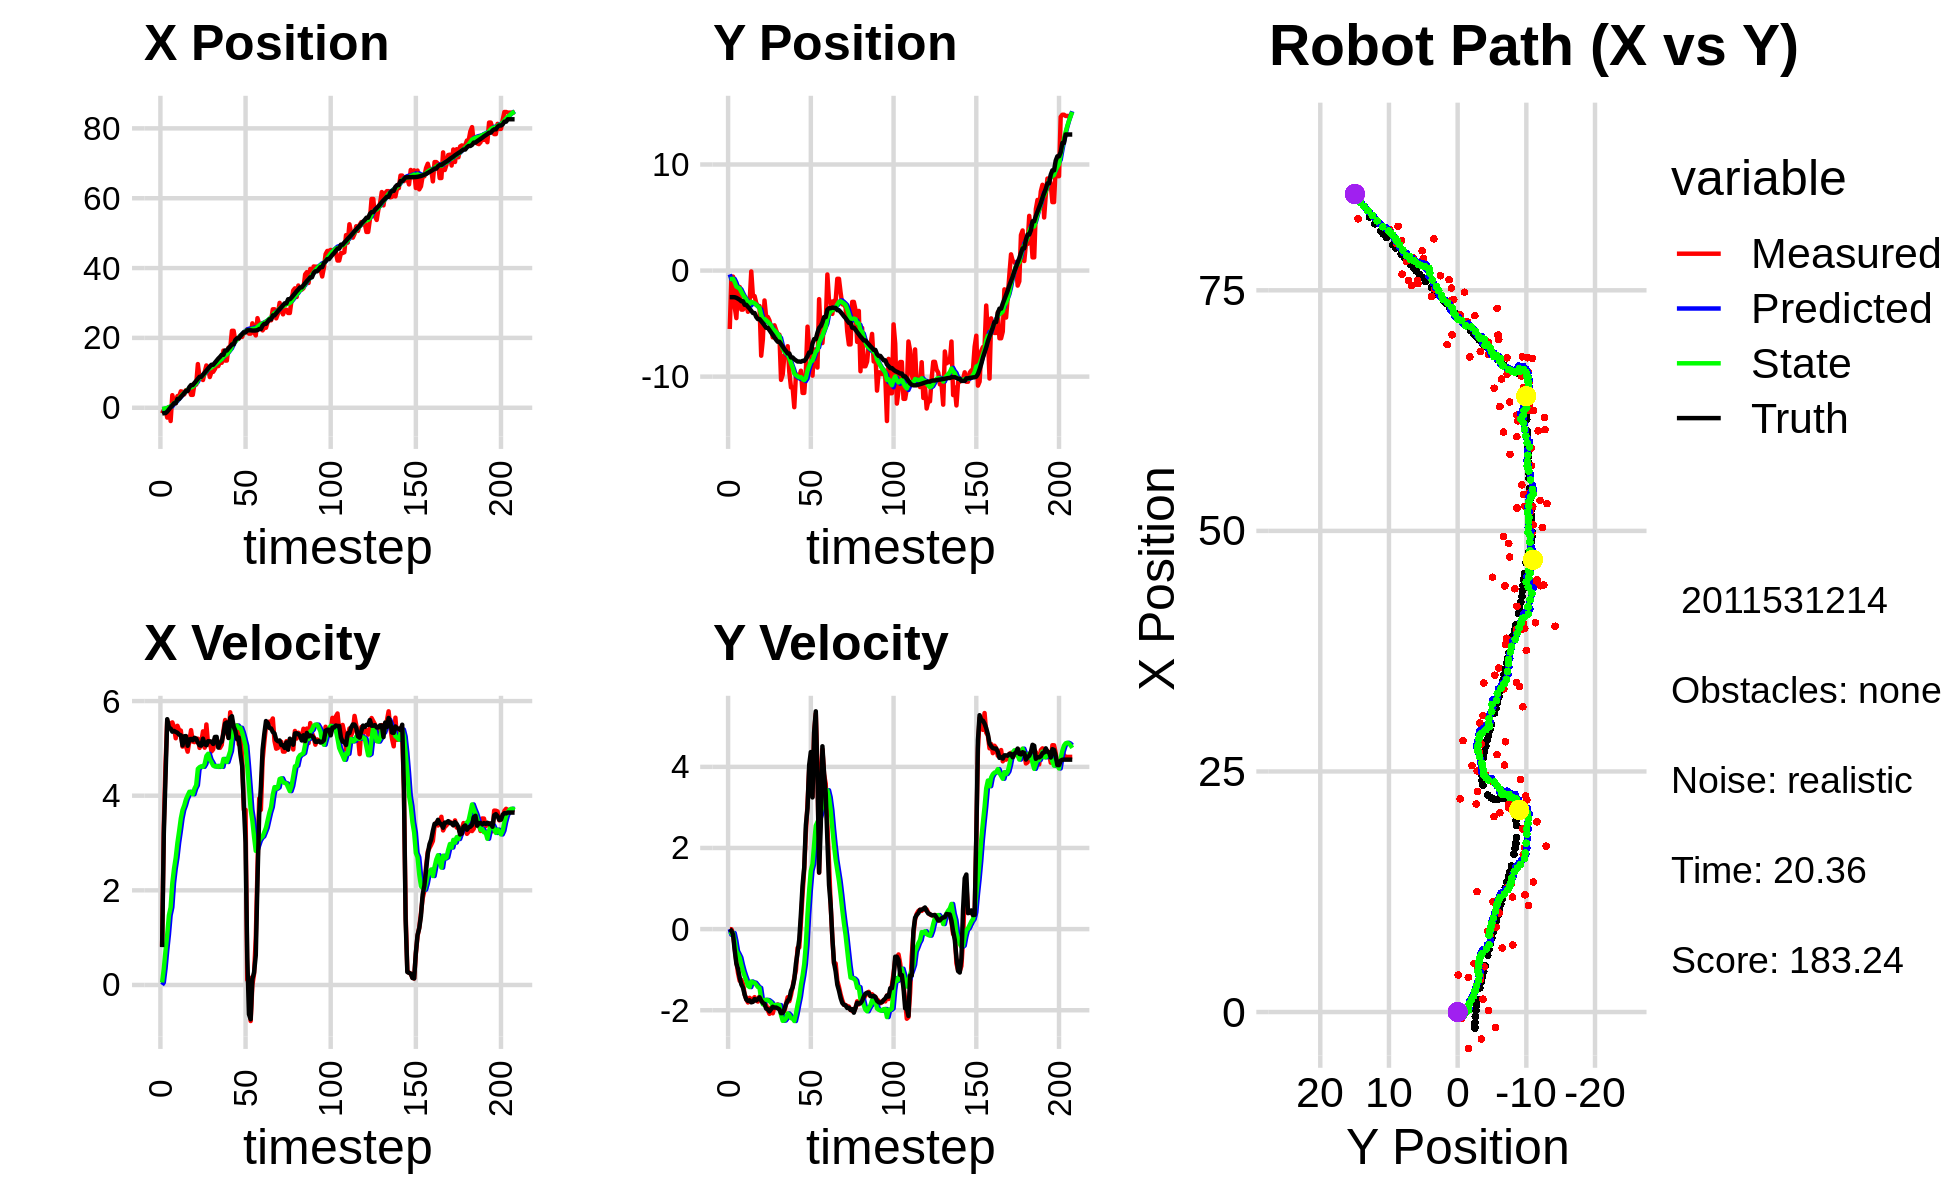 X Position
80
60
40
20
0
0
50
100
150
200
timestep
Y Position
10
0
-10
0
50
100
150
200
timestep
X Velocity
6
4
2
0
0
50
100
150
200
timestep
Y Velocity
4
2
0
-2
0
50
100
150
200
timestep
Robot Path (X vs Y)
X Position
75
50
25
0
20 10 0 -10 -20
Y Position
variable
Measured
Predicted
State
Truth
2011531214
Obstacles: none
Noise: realistic
Time: 20.36
Score: 183.24